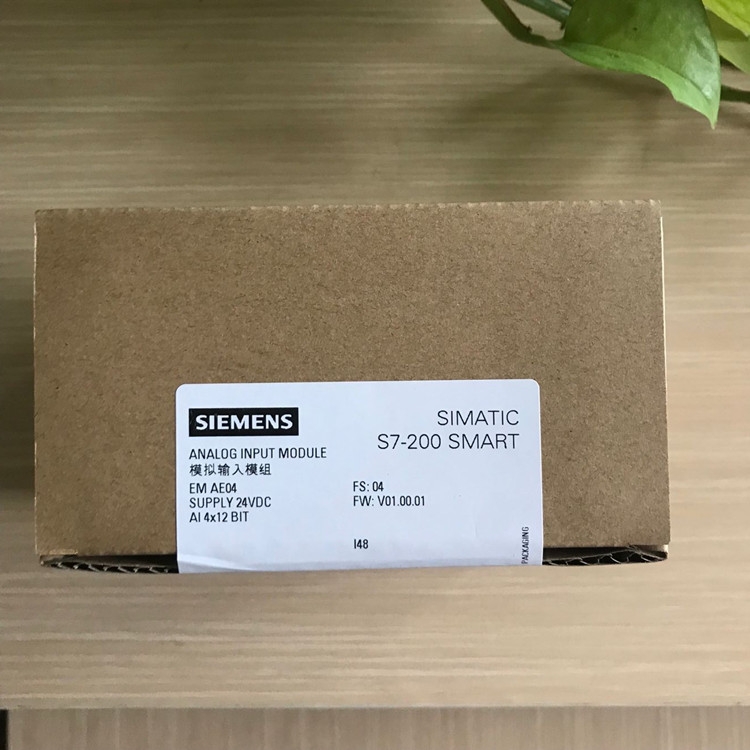 SIEMENS
SIMATIC
S7-200 SMART
ANALOG INPUT MODULE
模拟输入模组
EM AE04
SUPPLY 24VDC
AI 4x12 BIT
FS: 04
FW: V01.00.01
I48
PACKAGING